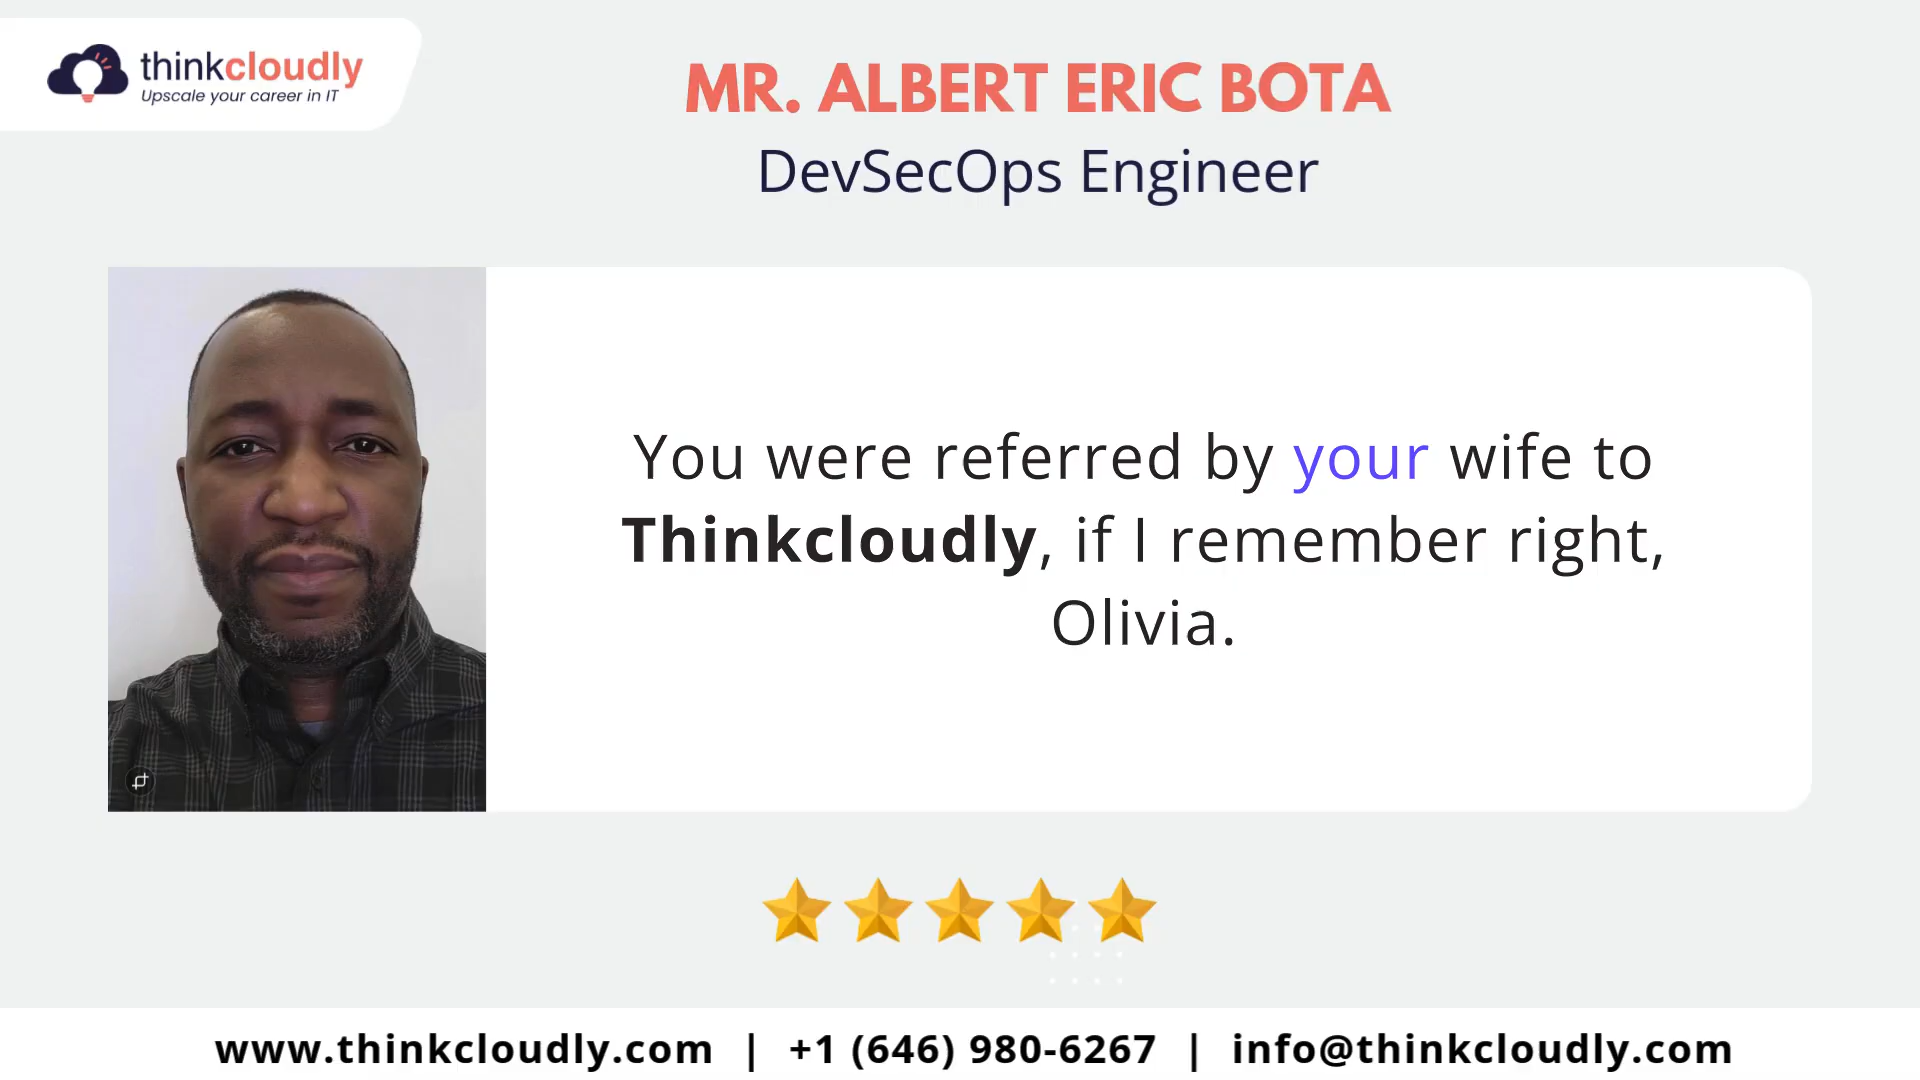 thinkcloudly
Upscale your career in IT
MR. ALBERT ERIC BOTA
DevSecOps Engineer
You were referred by your wife to
Thinkcloudly, if I remember right,
Olivia.
www.thinkcloudly.com | +1 (646) 980-6267 | info@thinkcloudly.com